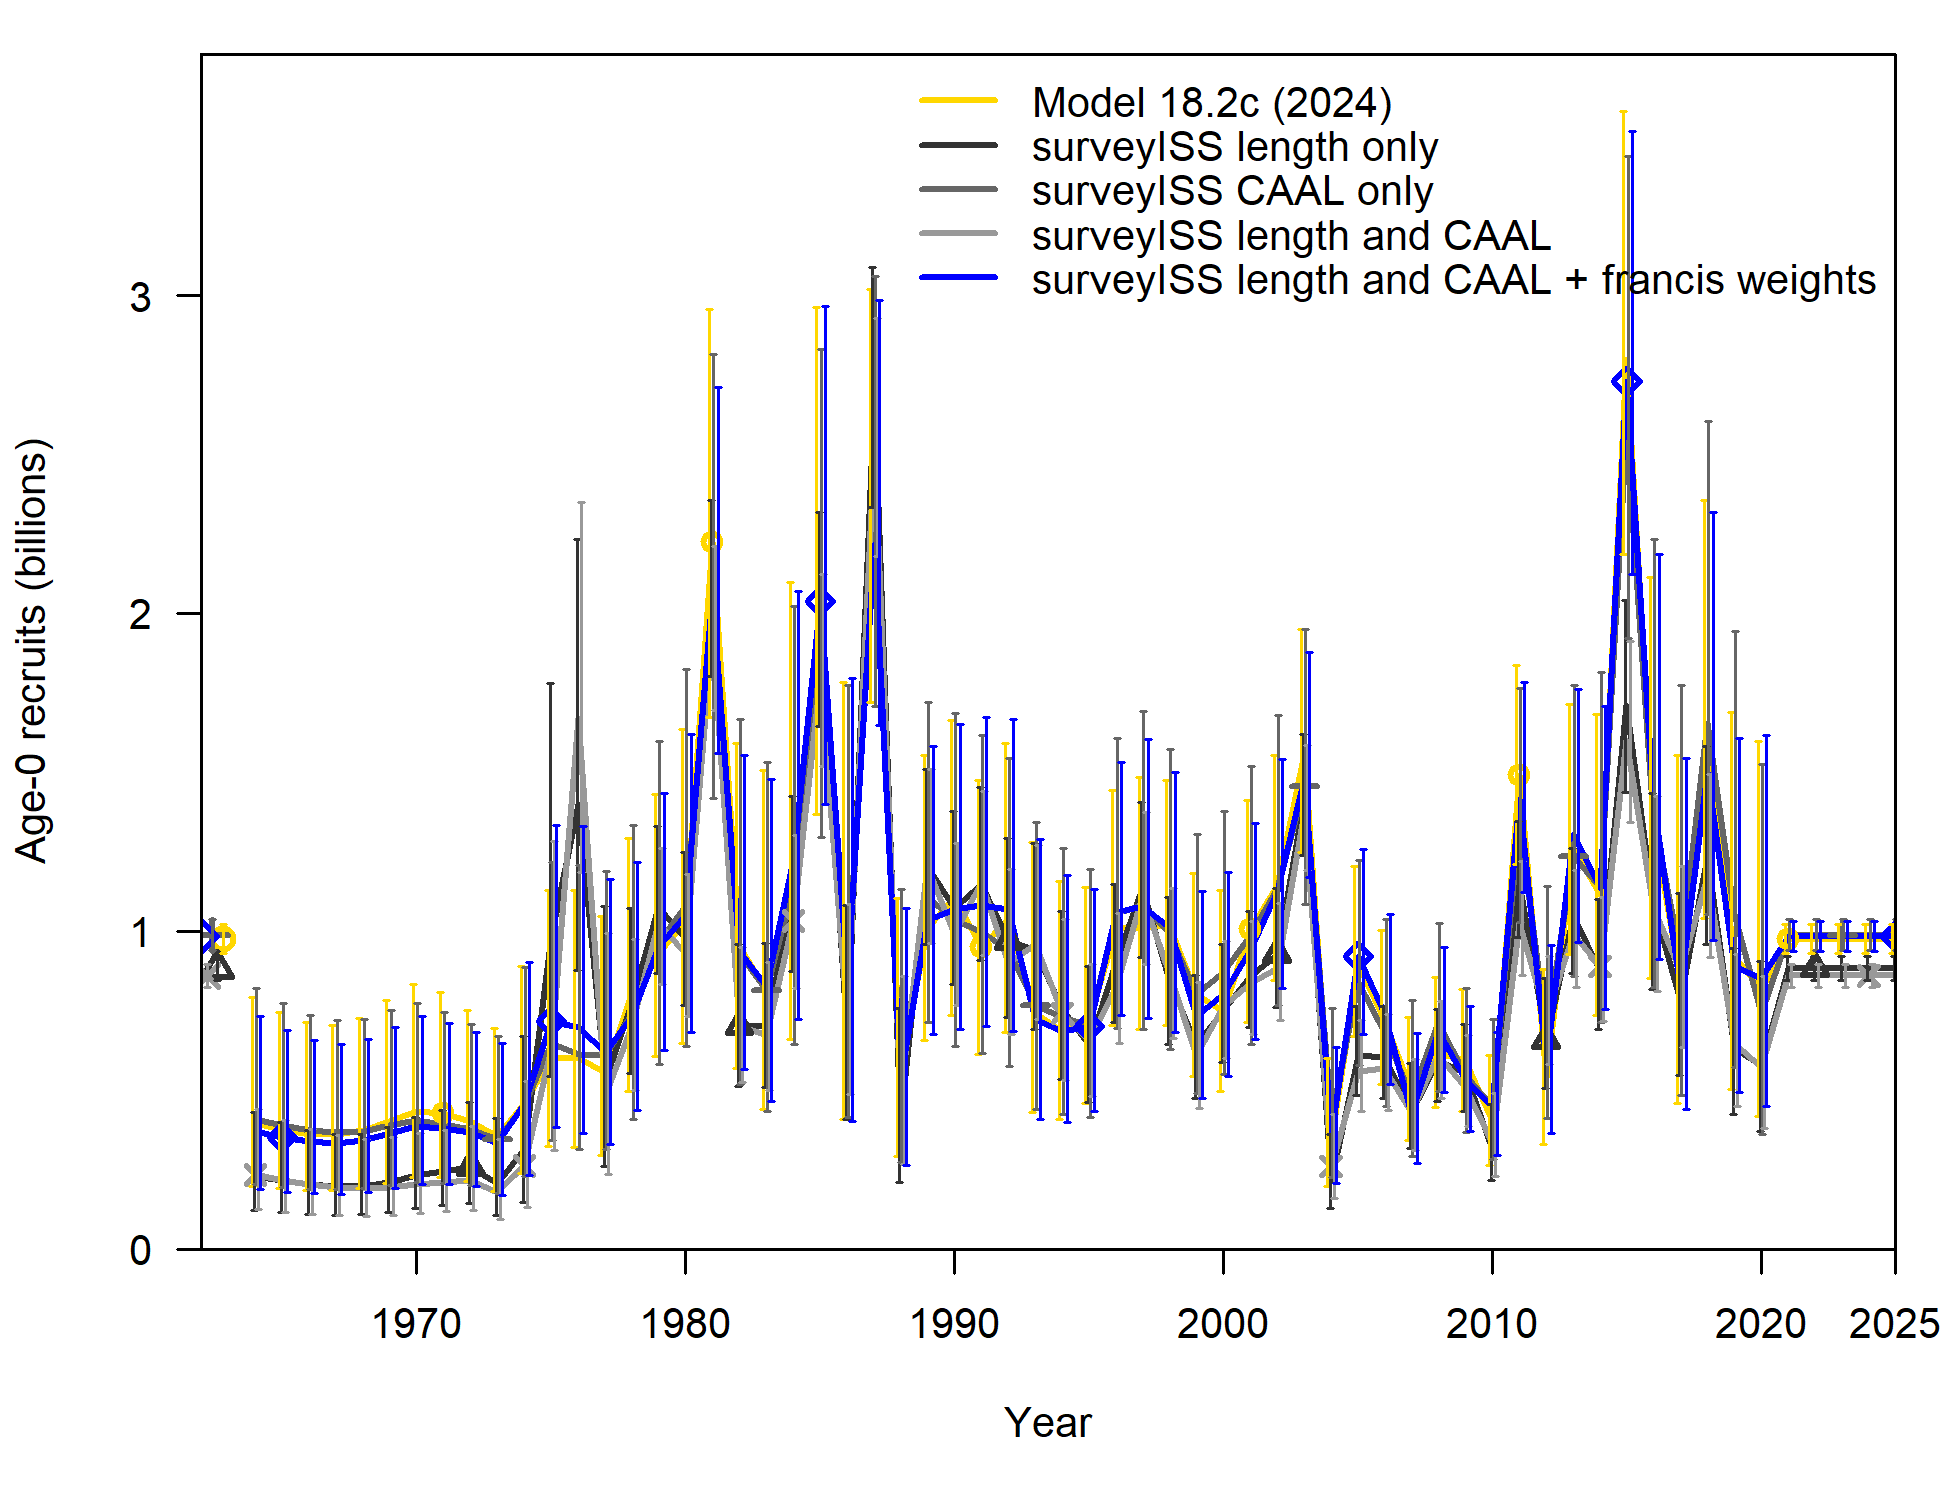 Model 18.2c (2024)
surveyISS length only
surveyISS CAAL only
surveyISS length and CAAL
surveyISS length and CAAL + francis weights
Age-0 recruits (billions)
3
2
1
0
1970 1980 1990 2000 2010 2020 2025
Year